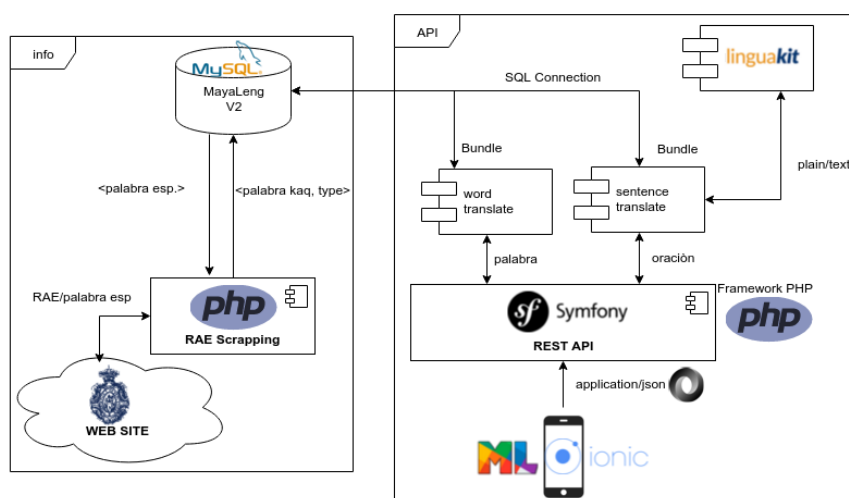 info
MySQL
MayaLeng
V2
<palabra esp.>
<palabra kaq, type>
RAE/palabra esp
php
RAE Scrapping
WEB SITE
API
linguakit
SQL Connection
Bundle
Bundle
plain/text
word
translate
sentence
translate
palabra
oraciòn
Framework PHP
sf Symfony
php
REST API
application/json
ML
ionic